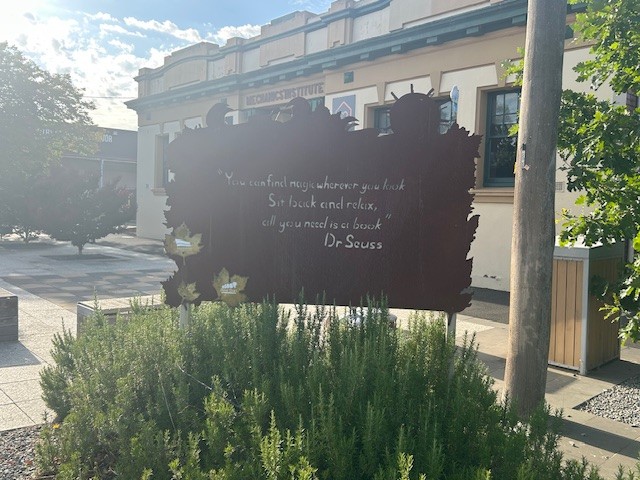 MECHANICS INSTITUTE
"You can find magic wherever you look
Sit back and relax,
all you need is a book"
Dr Seuss